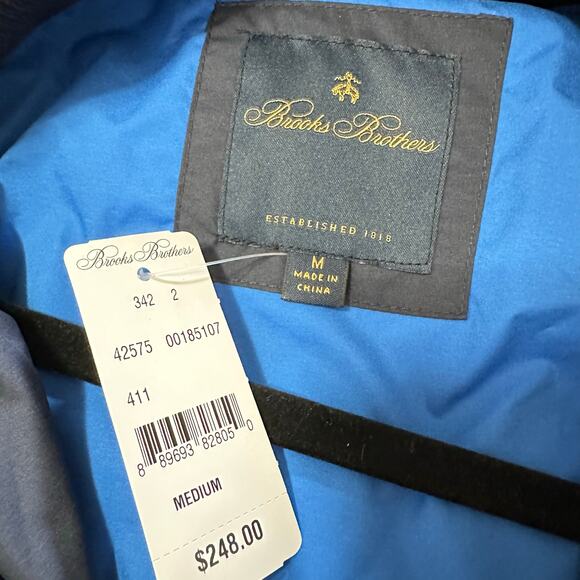 Brooks Brothers
ESTABLISHED 1818
M
MADE IN
CHINA
Brooks Brothers
342 2
42575 00185107
411
8 89693 82805 0
MEDIUM
$248.00